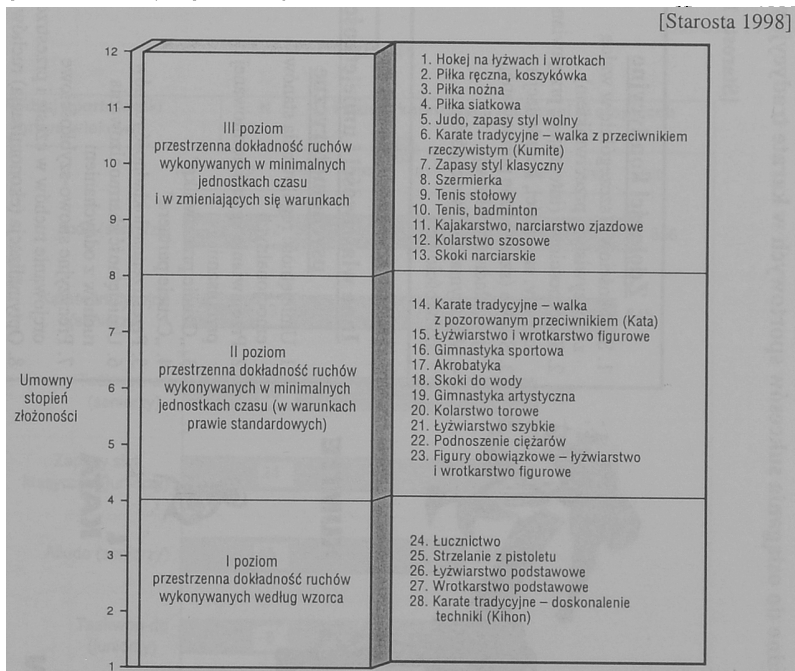 [Starosta 1998]
12
11
10
9
8
7
6
5
4
3
2
1
Umowny
stopień
złożoności
III poziom
przestrzenna dokładność ruchów
wykonywanych w minimalnych
jednostkach czasu
i w zmieniających się warunkach
1. Hokej na łyżwach i wrotkach
2. Piłka ręczna, koszykówka
3. Piłka nożna
4. Piłka siatkowa
5. Judo, zapasy styl wolny
6. Karate tradycyjne – walka z przeciwnikiem
rzeczywistym (Kumite)
7. Zapasy styl klasyczny
8. Szermierka
9. Tenis stołowy
10. Tenis, badminton
11. Kajakarstwo, narciarstwo zjazdowe
12. Kolarstwo szosowe
13. Skoki narciarskie
II poziom
przestrzenna dokładność ruchów
wykonywanych w minimalnych
jednostkach czasu (w warunkach
prawie standardowych)
14. Karate tradycyjne – walka
z pozorowanym przeciwnikiem (Kata)
15. Łyżwiarstwo i wrotkarstwo figurowe
16. Gimnastyka sportowa
17. Akrobatyka
18. Skoki do wody
19. Gimnastyka artystyczna
20. Kolarstwo torowe
21. Łyżwiarstwo szybkie
22. Podnoszenie ciężarów
23. Figury obowiązkowe – łyżwiarstwo
i wrotkarstwo figurowe
I poziom
przestrzenna dokładność ruchów
wykonywanych według wzorca
24. Łucznictwo
25. Strzelanie z pistoletu
26. Łyżwiarstwo podstawowe
27. Wrotkarstwo podstawowe
28. Karate tradycyjne – doskonalenie
techniki (Kihon)